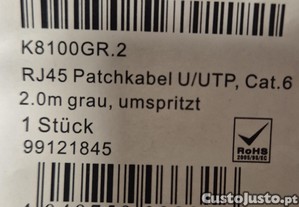 K8100GR.2
RJ45 Patchkabel U/UTP, Cat.6
2.0m grau, umspritzt
1 Stück
99121845
RoHS
CustoJusto.pt